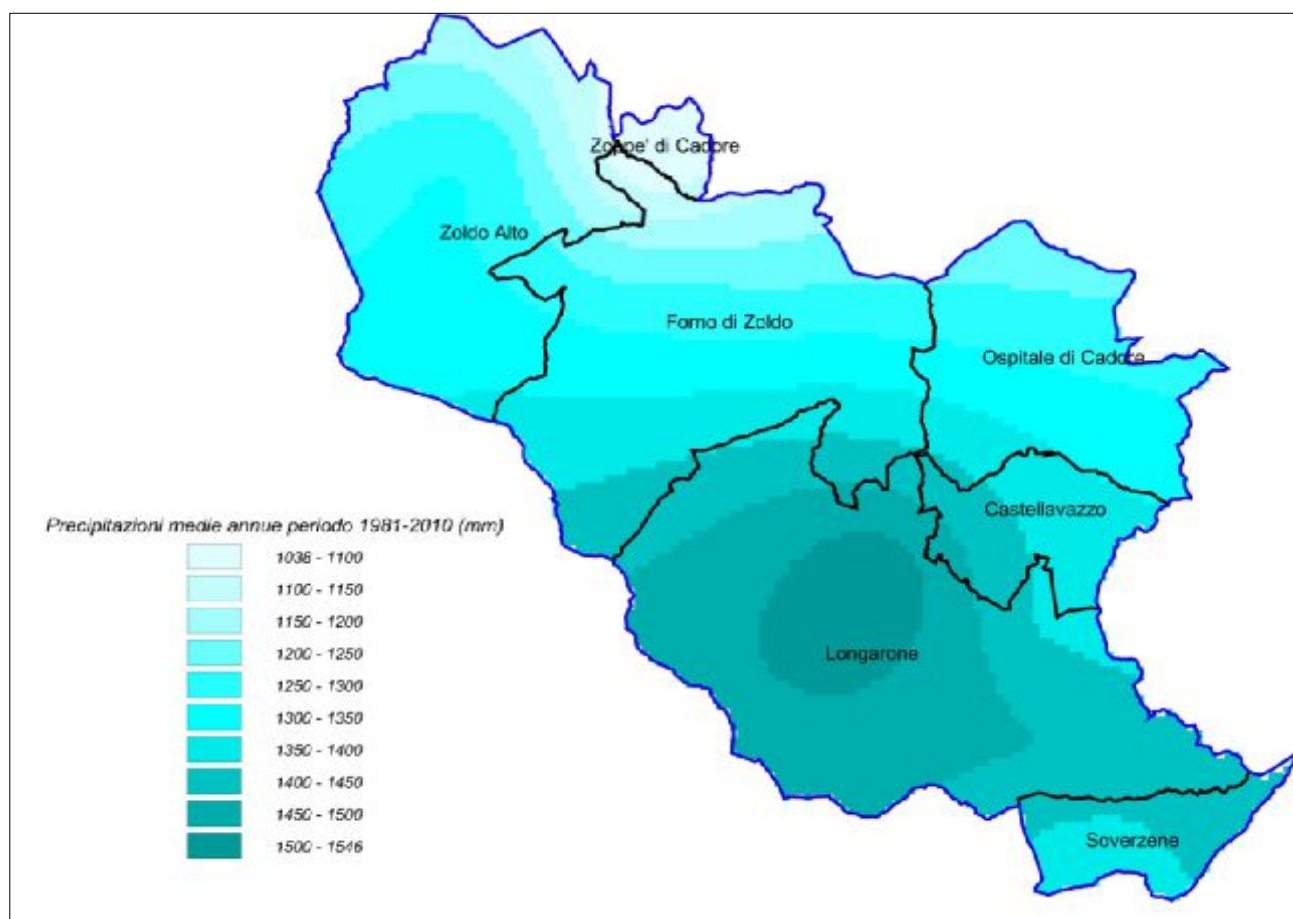 Zoppe' di Cadore
Zoldo Alto
Forno di Zoldo
Ospitale di Cadore
Castellavazzo
Longarone
Soverzene
Precipitazioni medie annue periodo 1981-2010 (mm)
1038 - 1100
1100 - 1150
1150 - 1200
1200 - 1250
1250 - 1300
1300 - 1350
1350 - 1400
1400 - 1450
1450 - 1500
1500 - 1546